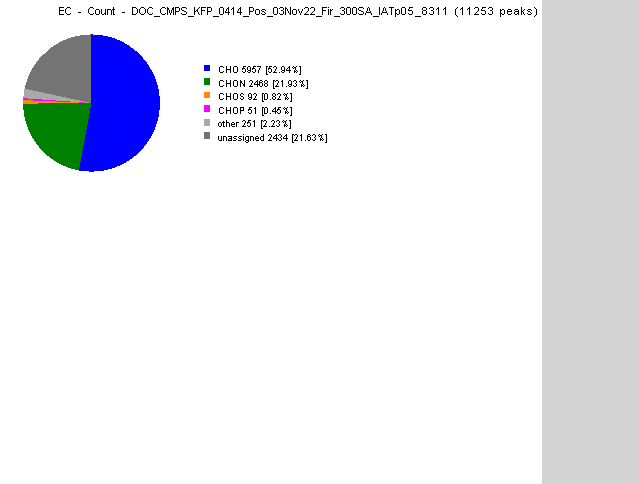 EC - Count - DOC_CMPS_KFP_0414_Pos_03Nov22_Fir_300SA_IATp05_8311 (11253 peaks)
CHO 5957 [52.94%]
CHON 2468 [21.93%]
CHOS 92 [0.82%]
CHOP 51 [0.45%]
other 251 [2.23%]
unassigned 2434 [21.63%]